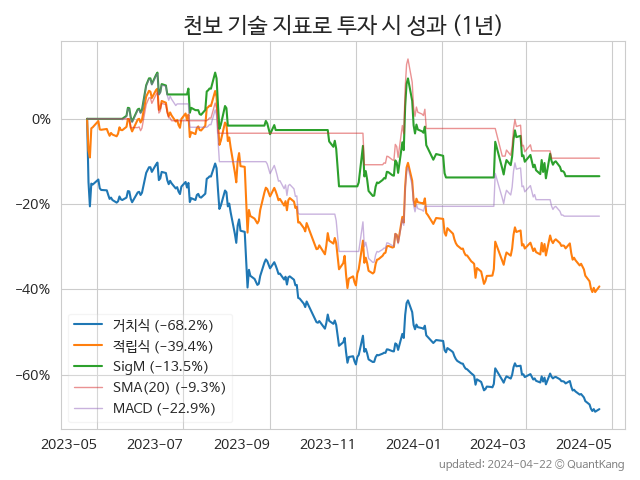 천보 기술 지표로 투자 시 성과 (1년)
0%
−20%
−40%
−60%
거치식 (−68.2%)
적립식 (−39.4%)
SigM (−13.5%)
SMA(20) (−9.3%)
MACD (−22.9%)
2023-05 2023-07 2023-09 2023-11 2024-01 2024-03 2024-05
updated: 2024-04-22 © QuantKang